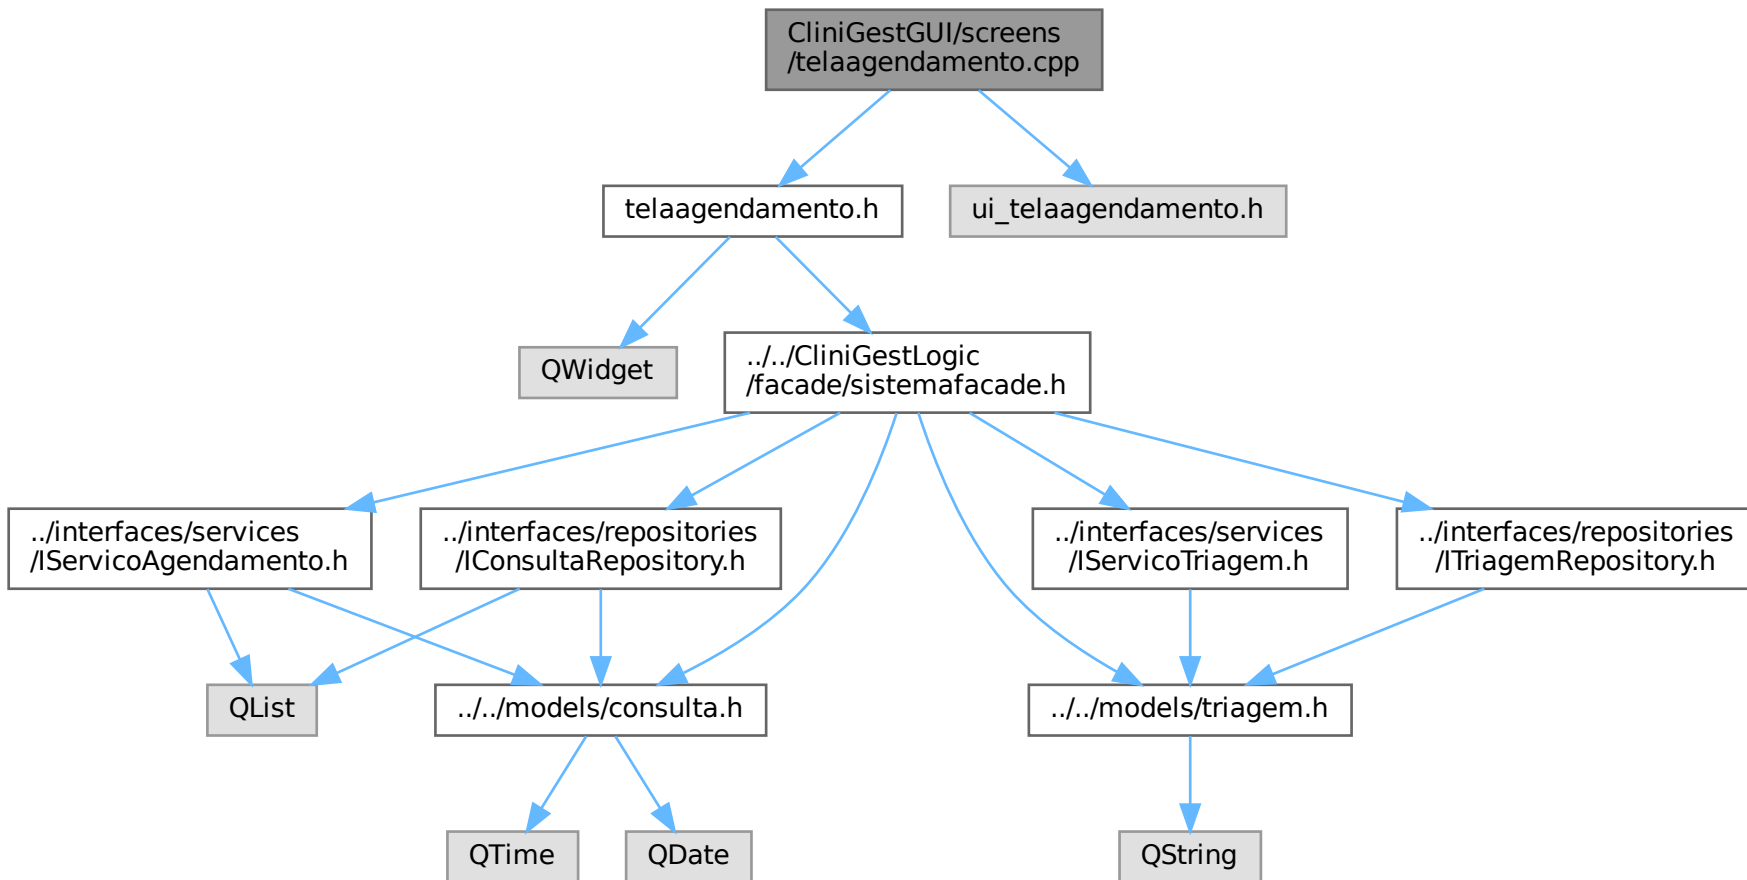 CliniGestGUI/screens
/telaagendamento.cpp
telaagendamento.h
ui_telaagendamento.h
QWidget
../../CliniGestLogic
/facade/sistemafacade.h
../interfaces/services
/IServicoAgendamento.h
../interfaces/repositories
/IConsultaRepository.h
../interfaces/services
/IServicoTriagem.h
../interfaces/repositories
/ITriagemRepository.h
QList
../../models/consulta.h
../../models/triagem.h
QTime
QDate
QString